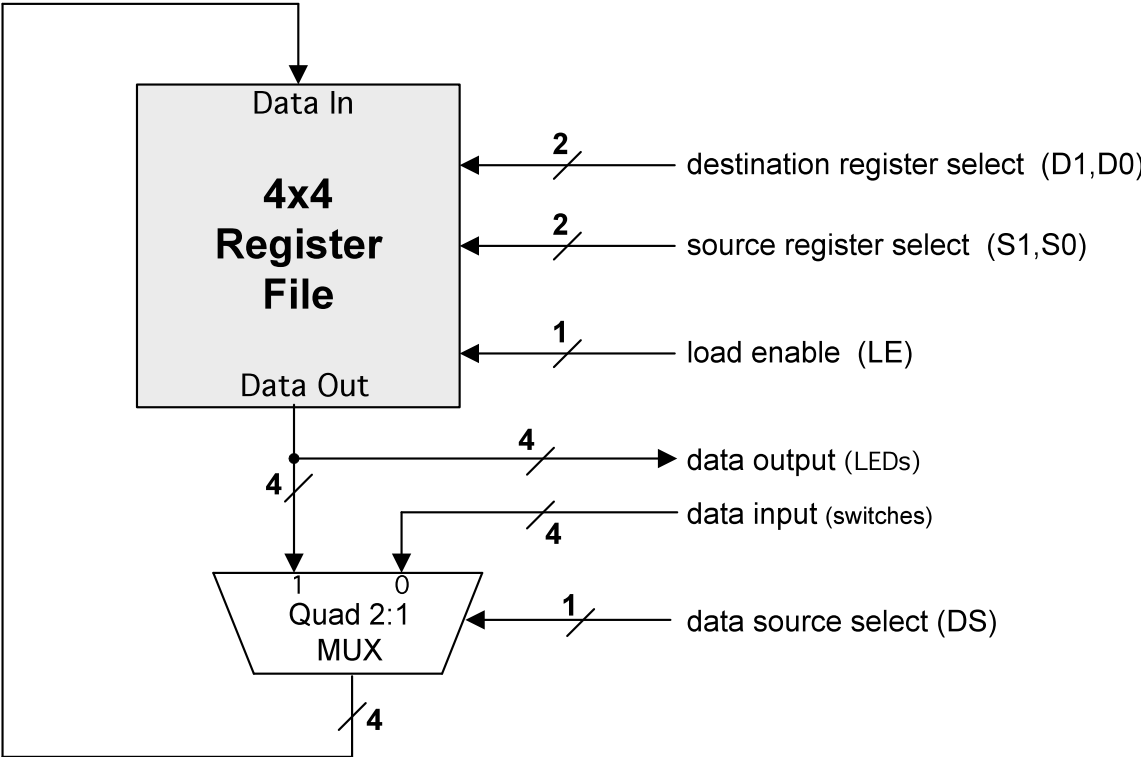 Data In
4x4
Register
File
Data Out
2
destination register select (D1,D0)
2
source register select (S1,S0)
1
load enable (LE)
4
data output (LEDs)
4
data input (switches)
4
1 0
Quad 2:1
MUX
1
data source select (DS)
4